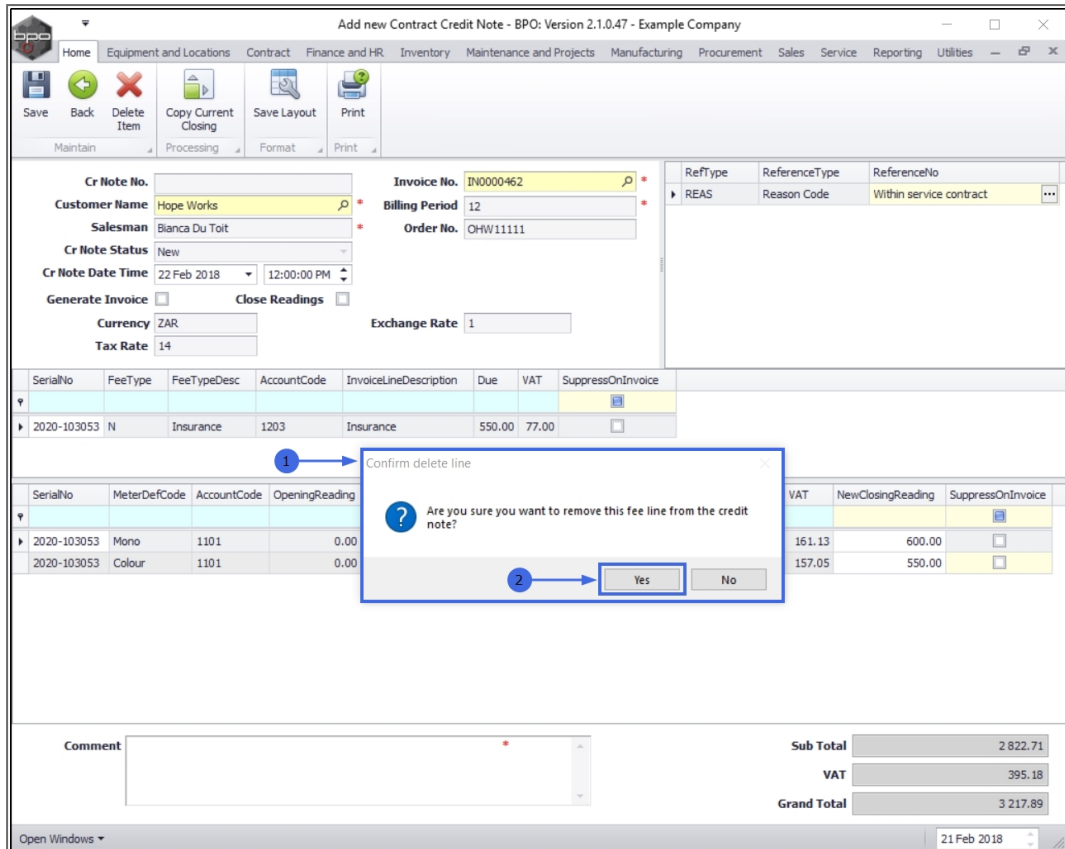 Add new Contract Credit Note - BPO: Version 2.1.0.47 - Example Company
bpo
Home Equipment and Locations Contract Finance and HR Inventory Maintenance and Projects Manufacturing Procurement Sales Service Reporting Utilities
Save Back Delete Item Copy Current Closing Save Layout Print
Maintain Processing Format Print
Cr Note No.
Invoice No. IN0000462 *
Customer Name Hope Works *
Billing Period 12 *
Salesman Bianca Du Toit *
Order No. OHW11111
Cr Note Status New
Cr Note Date Time 22 Feb 2018 12:00:00 PM
Generate Invoice Close Readings
Currency ZAR
Exchange Rate 1
Tax Rate 14
RefType ReferenceType ReferenceNo
REAS Reason Code Within service contract ...
SerialNo FeeType FeeTypeDesc AccountCode InvoiceLineDescription Due VAT SuppressOnInvoice
2020-103053 N Insurance 1203 Insurance 550.00 77.00
1
Confirm delete line
Are you sure you want to remove this fee line from the credit
note?
2
Yes No
SerialNo MeterDefCode AccountCode OpeningReading VAT NewClosingReading SuppressOnInvoice
2020-103053 Mono 1101 0.00 161.13 600.00
2020-103053 Colour 1101 0.00 157.05 550.00
Comment *
Sub Total 2 822.71
VAT 395.18
Grand Total 3 217.89
Open Windows 21 Feb 2018